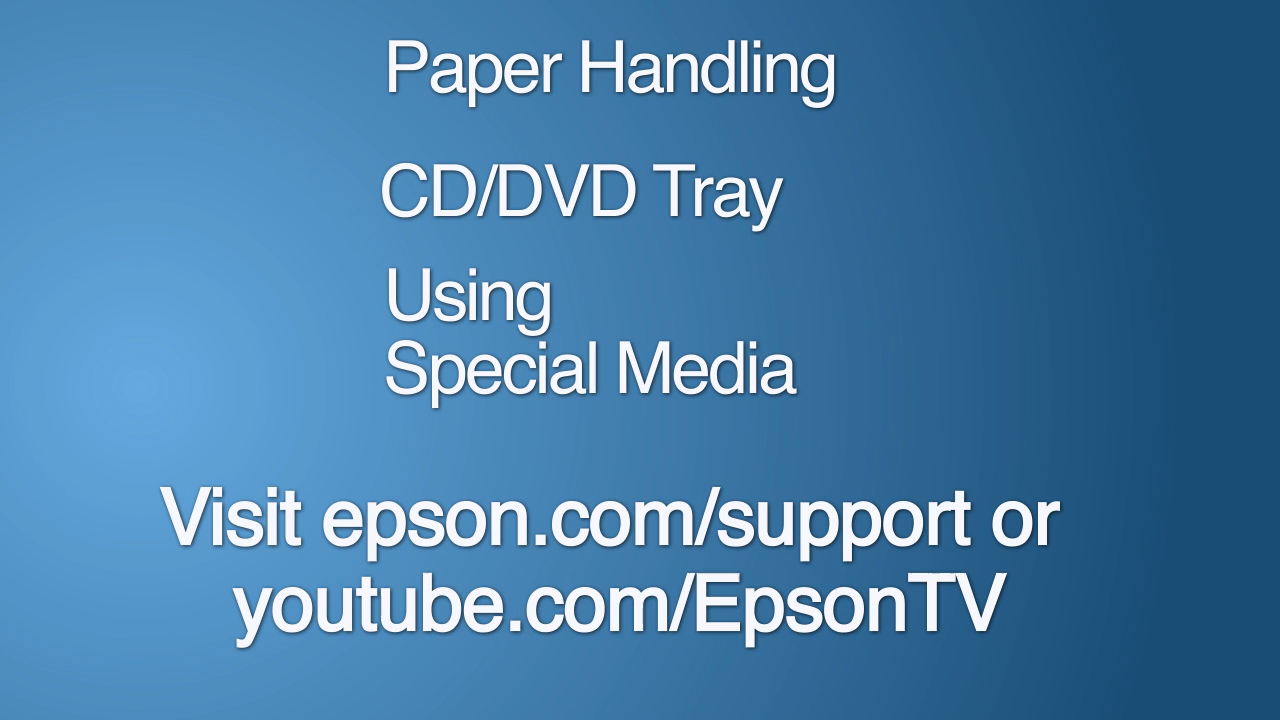 Paper Handling
CD/DVD Tray
Using
Special Media
Visit epson.com/support or
youtube.com/EpsonTV